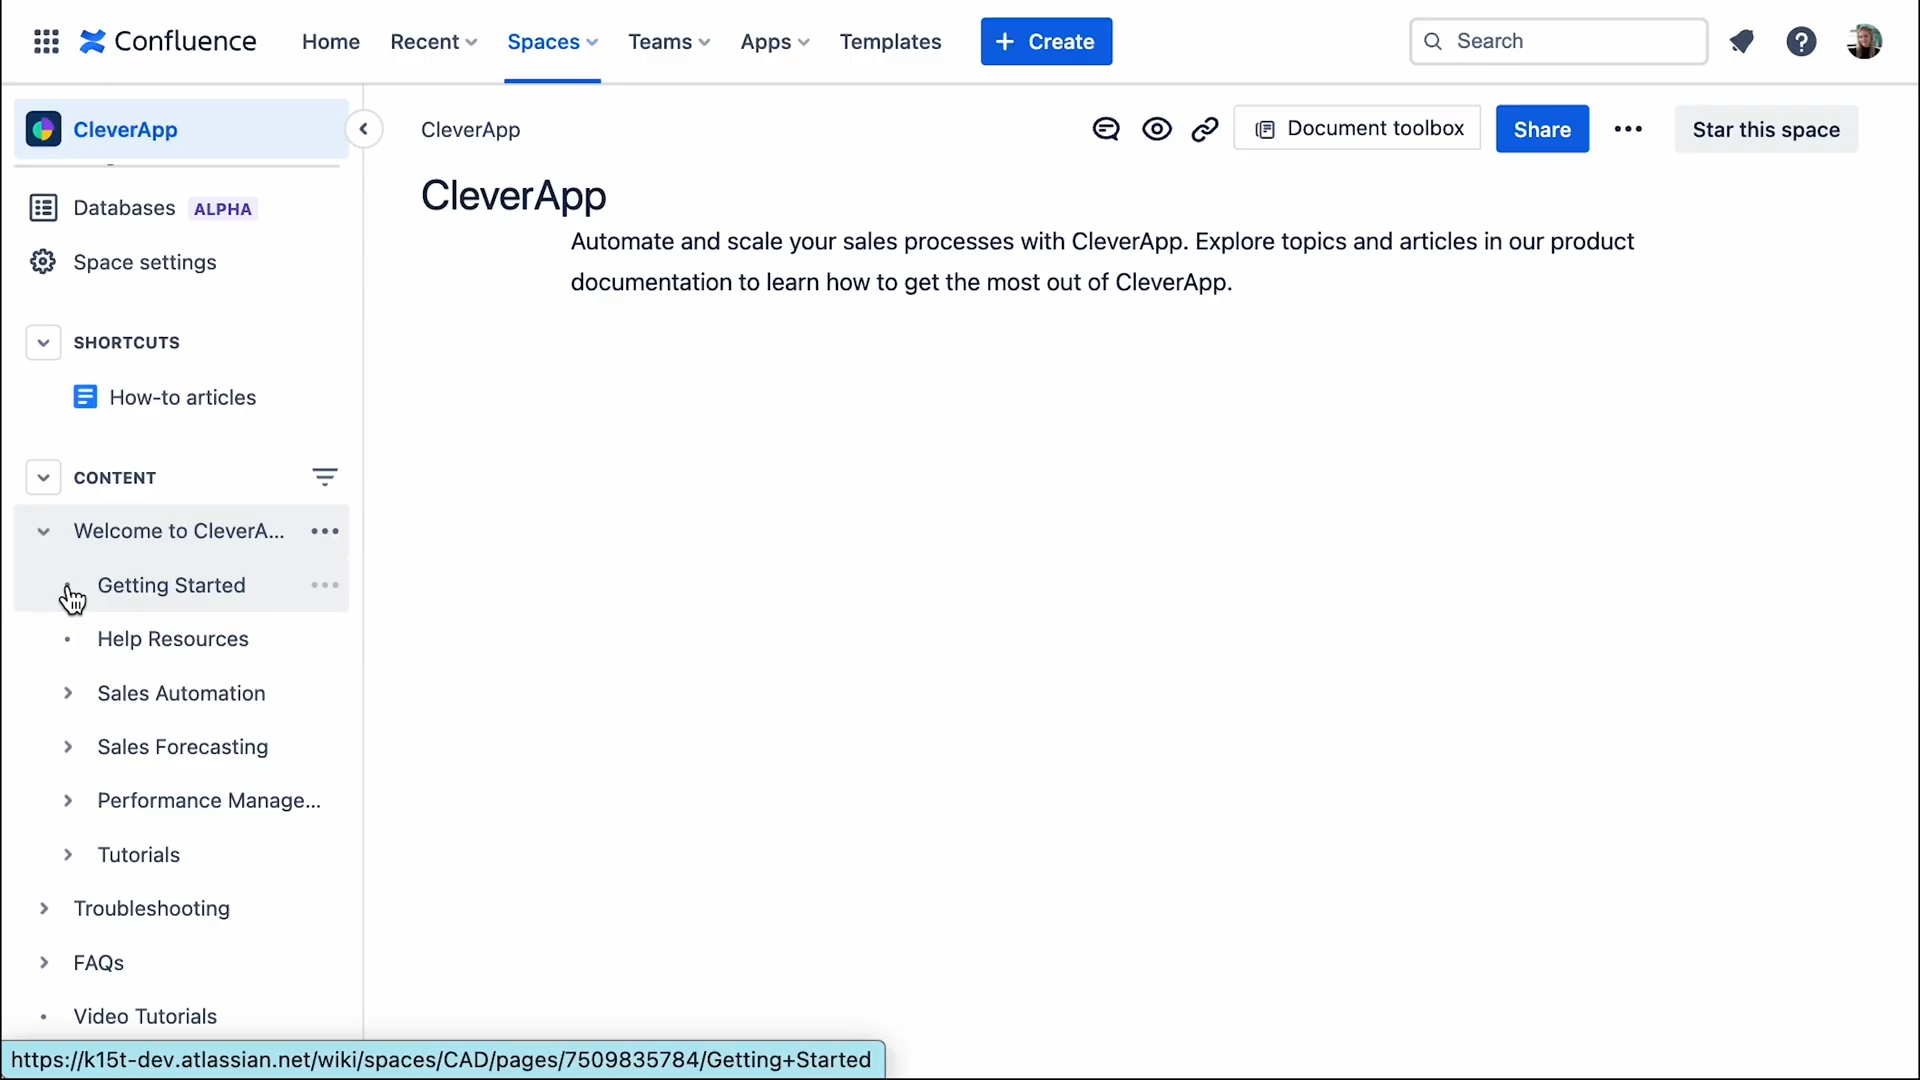 Confluence
Home
Recent
Spaces
Teams
Apps
Templates
+ Create
Search
CleverApp
CleverApp
Document toolbox
Share
Star this space
CleverApp
Automate and scale your sales processes with CleverApp. Explore topics and articles in our product
documentation to learn how to get the most out of CleverApp.
Databases ALPHA
Space settings
SHORTCUTS
How-to articles
CONTENT
Welcome to CleverA...
Getting Started
Help Resources
Sales Automation
Sales Forecasting
Performance Manage...
Tutorials
Troubleshooting
FAQs
Video Tutorials
https://k15t-dev.atlassian.net/wiki/spaces/CAD/pages/7509835784/Getting+Started